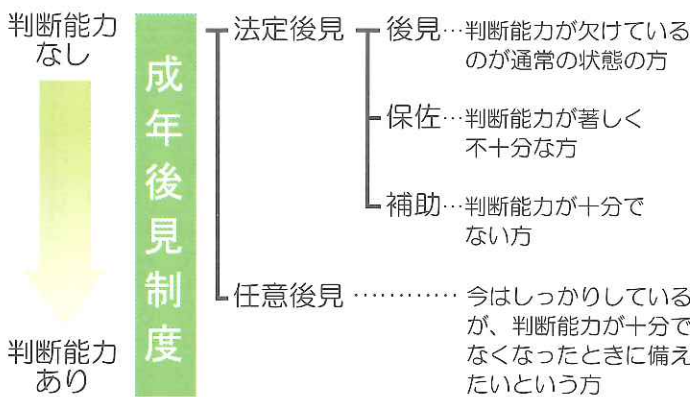 判断能力
なし
判断能力
あり
成年後見制度
法定後見
後見…判断能力が欠けている
のが通常の状態の方
保佐…判断能力が著しく
不十分な方
補助…判断能力が十分で
ない方
任意後見…………今はしっかりしている
が、判断能力が十分で
なくなったときに備え
たいという方